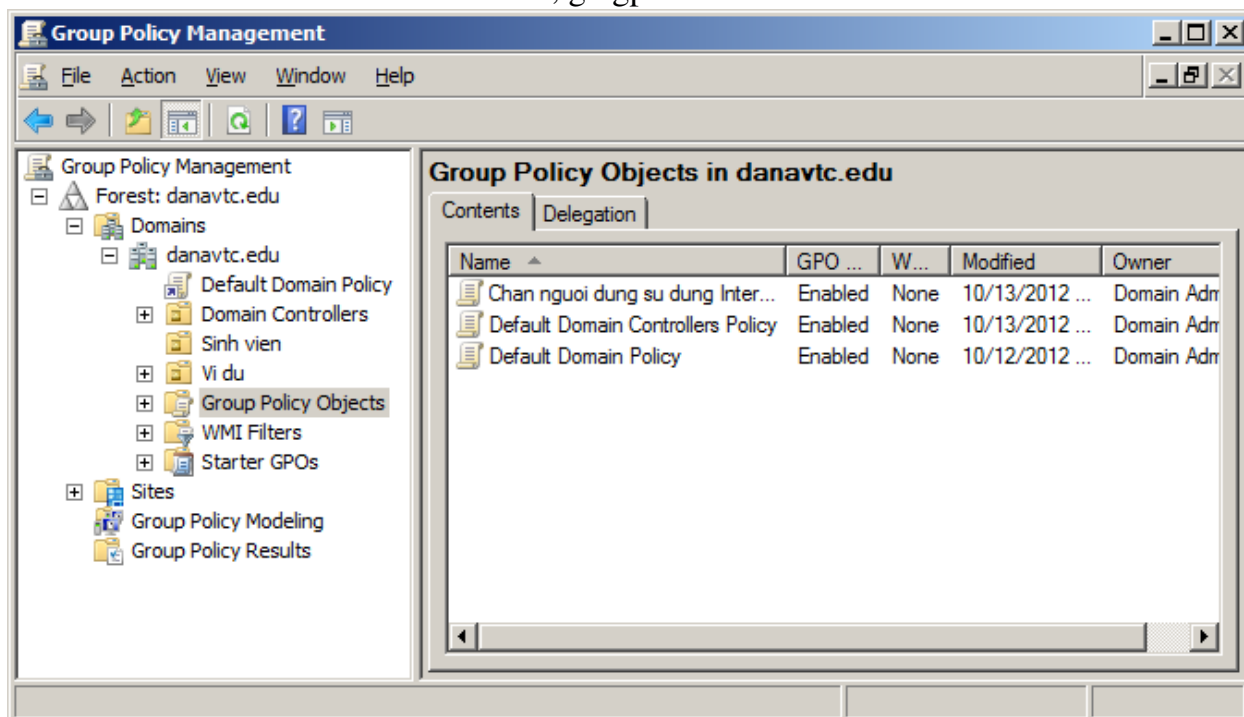 Group Policy Management
File Action View Window Help
Group Policy Management
Forest: danavtc.edu
Domains
danavtc.edu
Default Domain Policy
Domain Controllers
Sinh vien
Vi du
Group Policy Objects
WMI Filters
Starter GPOs
Sites
Group Policy Modeling
Group Policy Results
Group Policy Objects in danavtc.edu
Contents Delegation
Name GPO ... W... Modified Owner
Chan nguoi dung su dung Inter... Enabled None 10/13/2012 ... Domain Adm
Default Domain Controllers Policy Enabled None 10/13/2012 ... Domain Adm
Default Domain Policy Enabled None 10/12/2012 ... Domain Adm